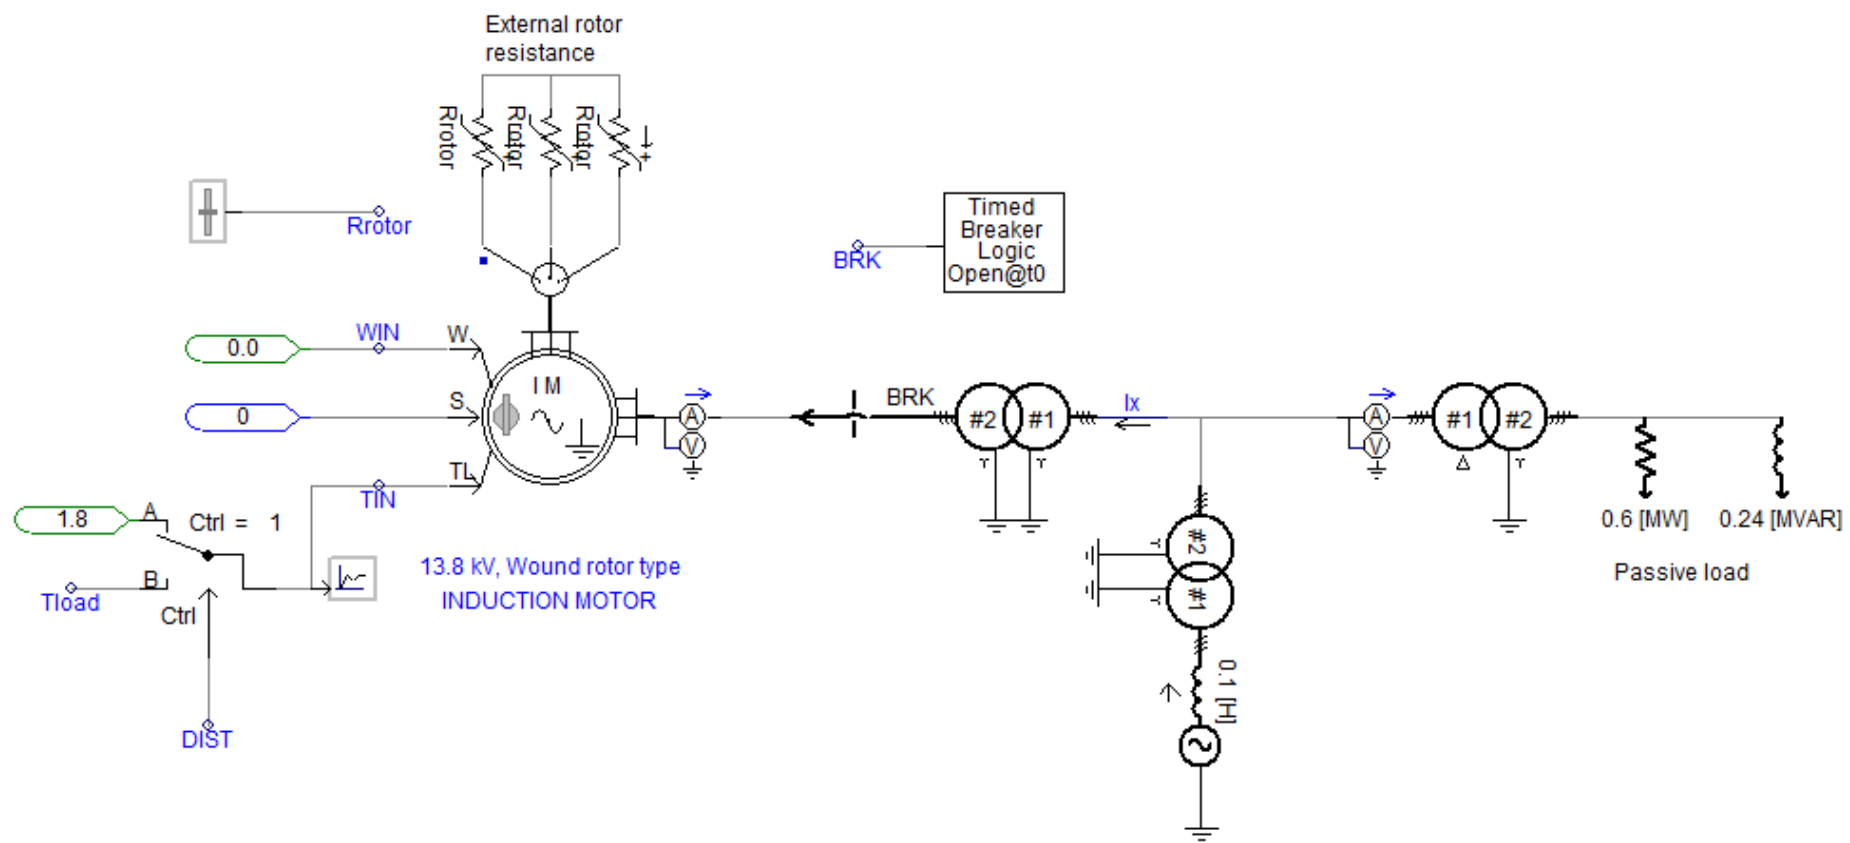 External rotor
resistance
Rrotor
Rrotor
Rrotor
Rrotor
Timed
Breaker
Logic
Open@t0
BRK
0.0
WIN
W
I M
0
S
A
V
BRK
#2
#1
Ix
A
V
#1
#2
TL
TIN
1.8
A
Ctrl = 1
B
Tload
Ctrl
DIST
13.8 kV, Wound rotor type
INDUCTION MOTOR
#2
#1
0.1 [H]
0.6 [MW]
0.24 [MVAR]
Passive load